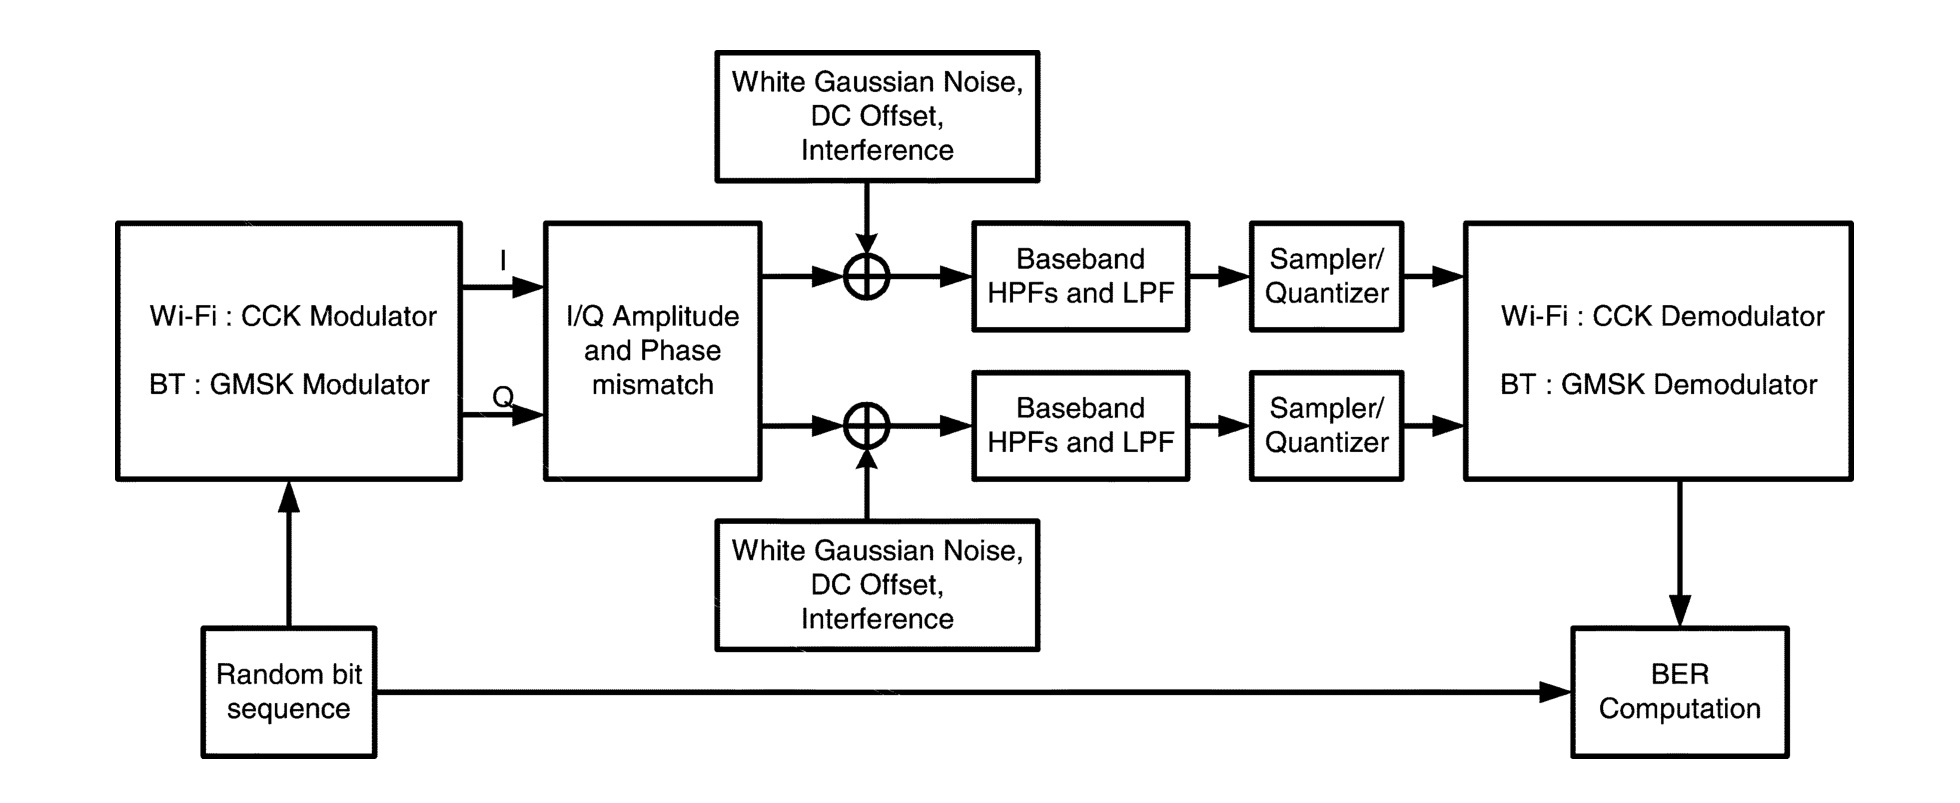 White Gaussian Noise,
DC Offset,
Interference
Wi-Fi : CCK Modulator
BT : GMSK Modulator
I
Q
I/Q Amplitude
and Phase
mismatch
Baseband
HPFs and LPF
Sampler/
Quantizer
Baseband
HPFs and LPF
Sampler/
Quantizer
Wi-Fi : CCK Demodulator
BT : GMSK Demodulator
White Gaussian Noise,
DC Offset,
Interference
Random bit
sequence
BER
Computation